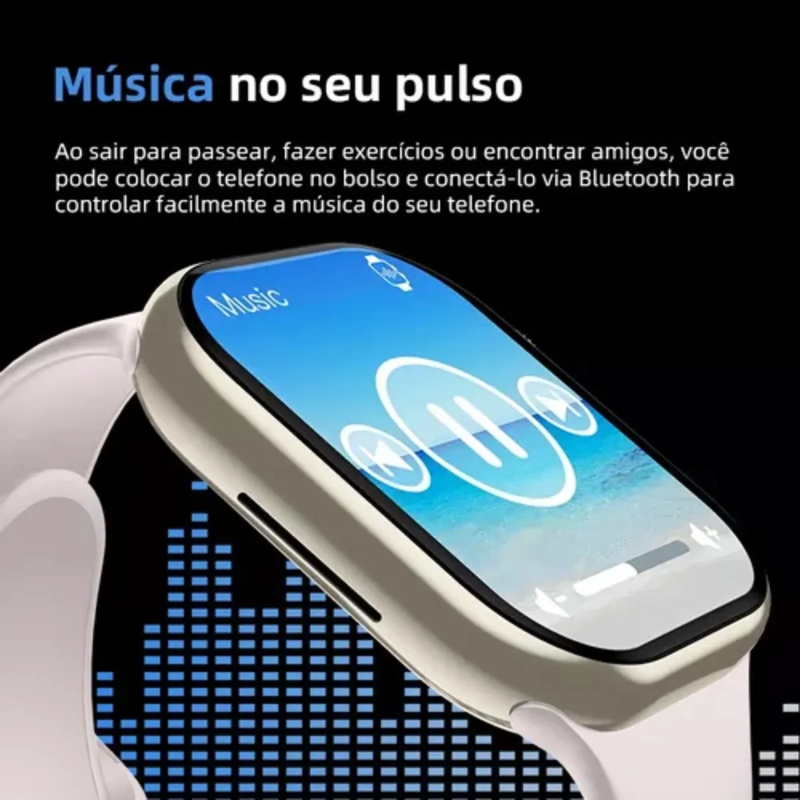 Música no seu pulso
Ao sair para passear, fazer exercícios ou encontrar amigos, você
pode colocar o telefone no bolso e conectá-lo via Bluetooth para
controlar facilmente a música do seu telefone.
Music